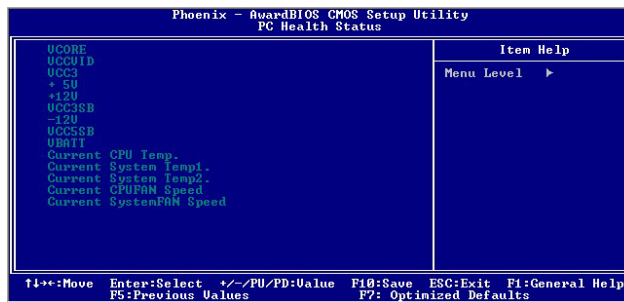 Phoenix - AwardBIOS CMOS Setup Utility
PC Health Status
VCORE
VCCVID
VCC3
+ 5V
+12V
VCC3SB
-12V
VCC5SB
VBATT
Current CPU Temp.
Current System Temp1.
Current System Temp2.
Current CPUFAN Speed
Current SystemFAN Speed
Item Help
Menu Level ▶
↑↓→←:Move Enter:Select +/-/PU/PD:Value F10:Save ESC:Exit F1:General Help
F5:Previous Values F7: Optimized Defaults